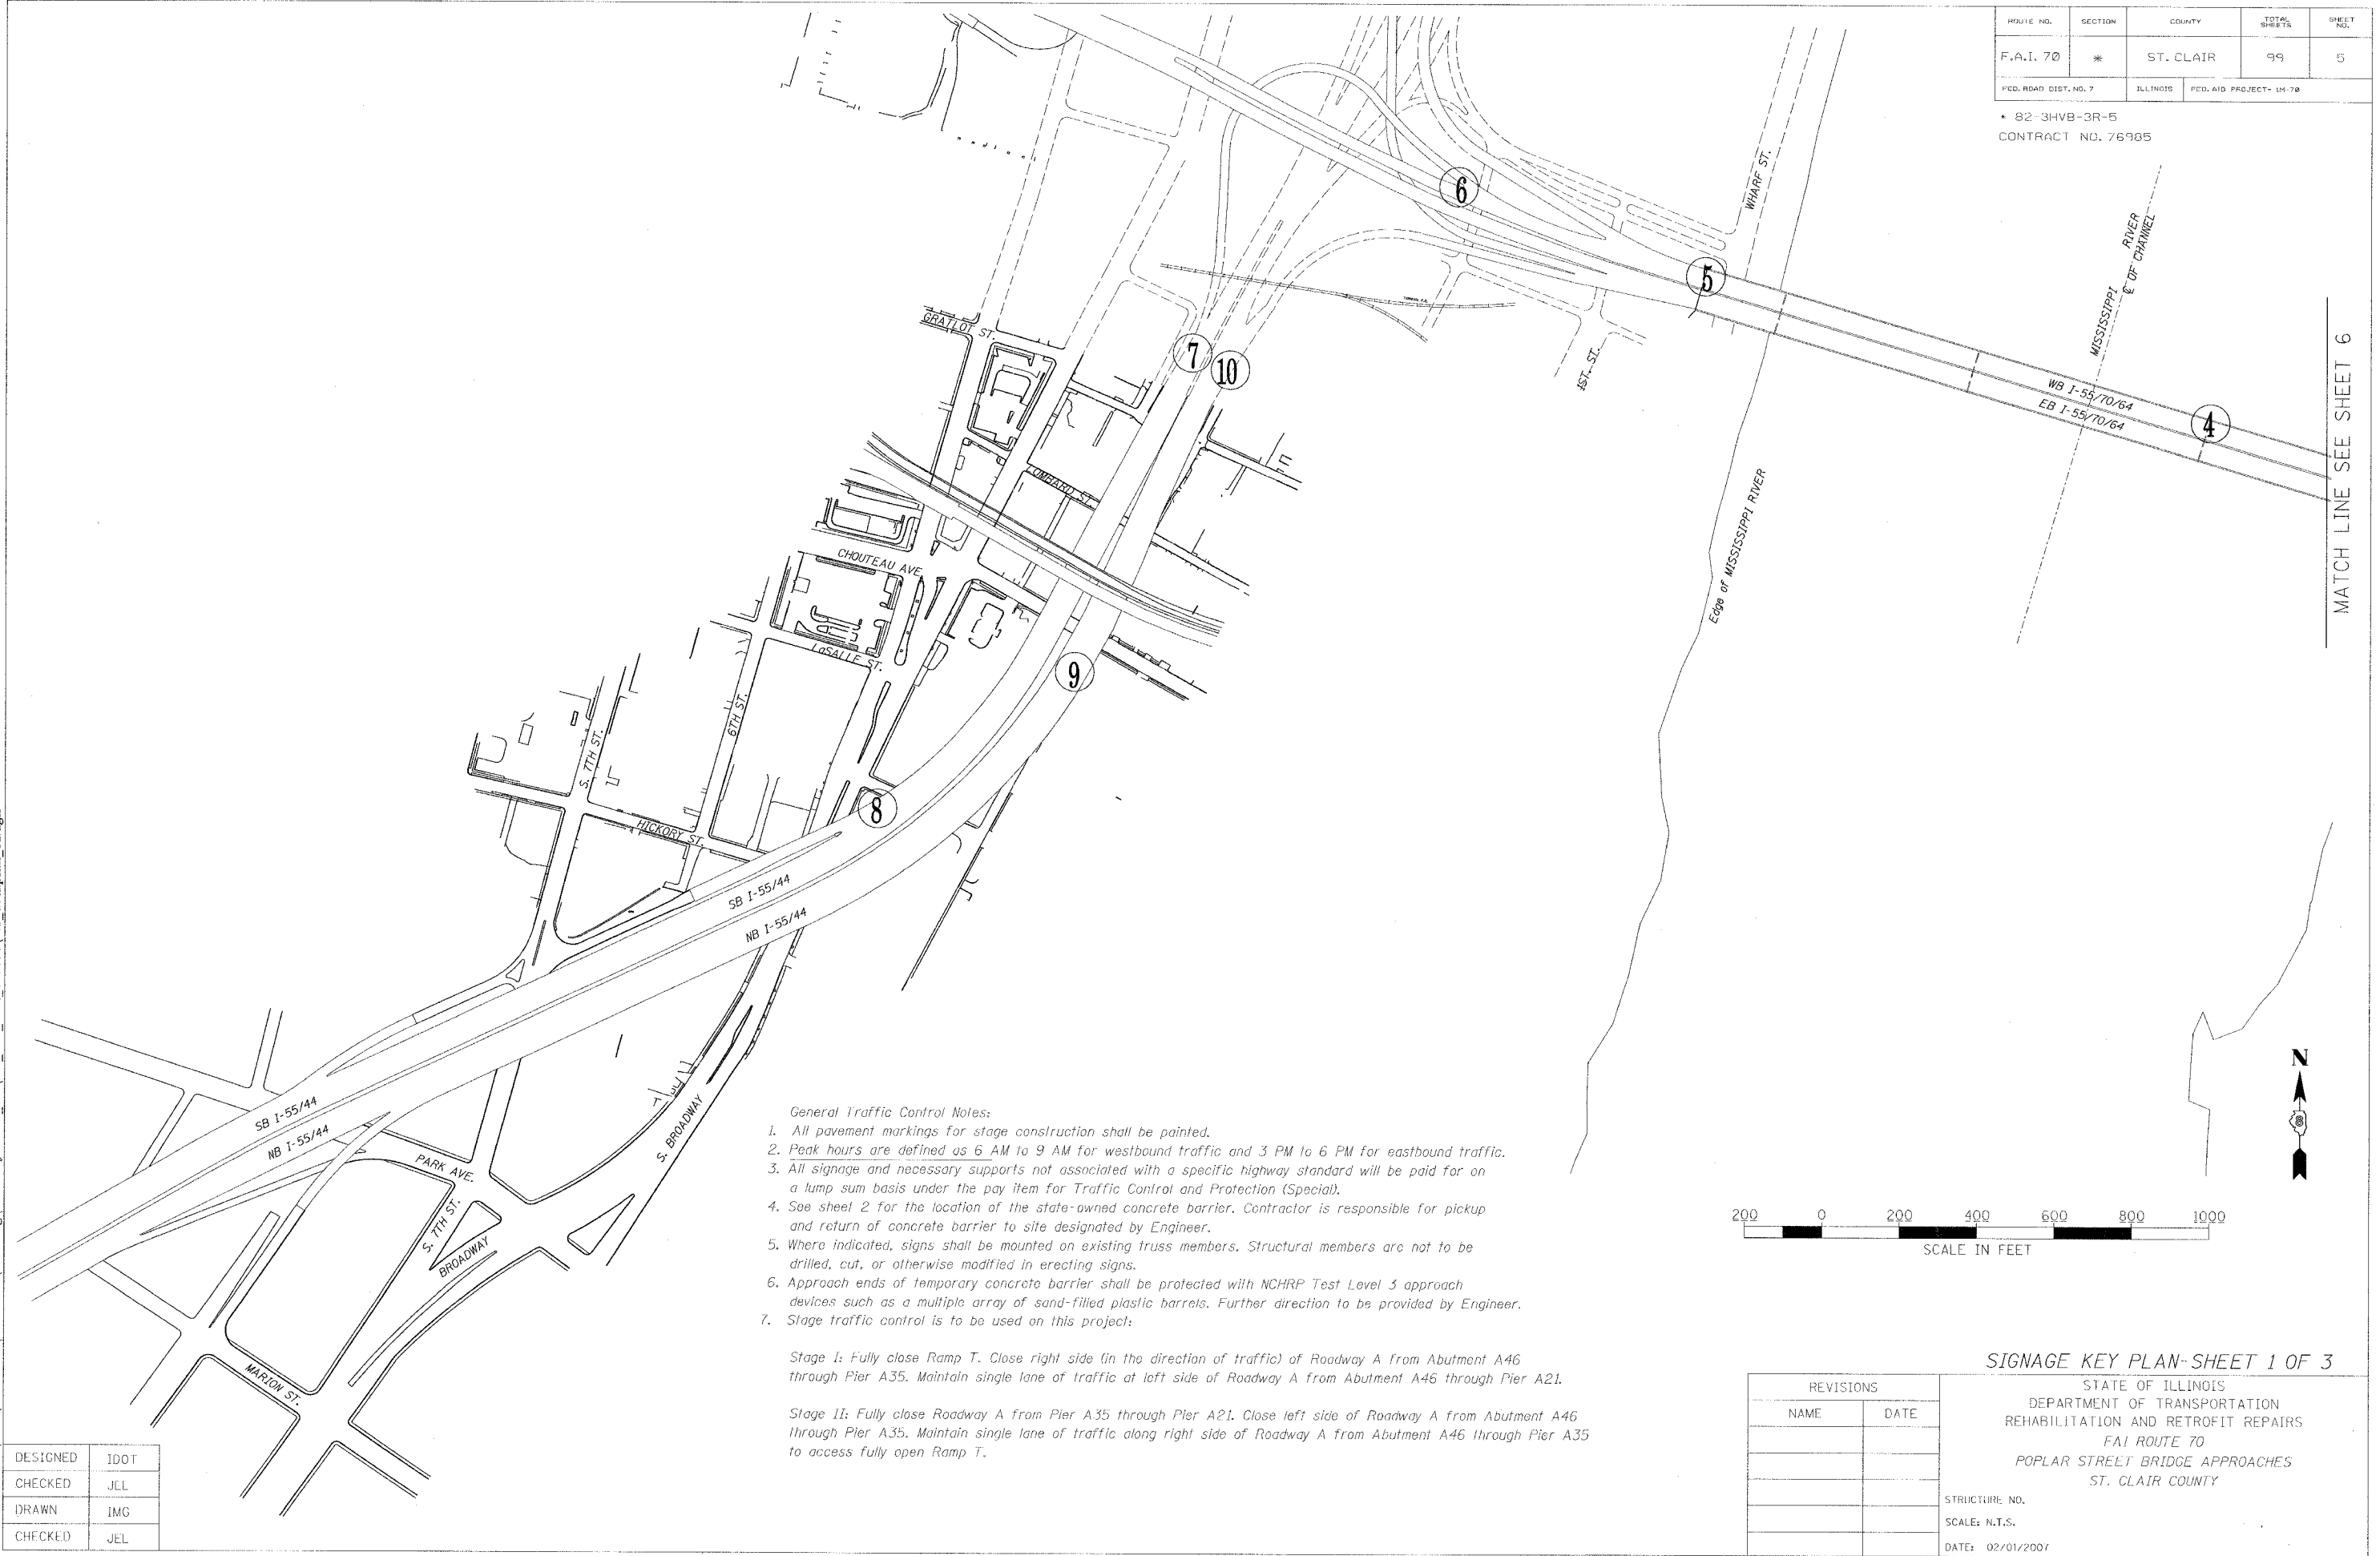 ROUTE NO. SECTION COUNTY TOTAL SHEETS SHEET NO.
F.A.I. 70 * ST. CLAIR 99 5
FED. ROAD DIST. NO. 7 ILLINOIS FED. AID PROJECT- IM-70
* 82-3HVB-3R-5
CONTRACT NO. 76985
WHARF ST.
6
MISSISSIPPI RIVER
℄ OF CHANNEL
5
GRATLOT ST.
7
10
1ST. ST.
WB I-55/70/64
EB I-55/70/64
4
MATCH LINE SEE SHEET 6
LOMBARD ST.
Edge of MISSISSIPPI RIVER
CHOUTEAU AVE.
LaSALLE ST.
9
6TH ST.
S. 7TH ST.
8
HICKORY ST.
SB I-55/44
NB I-55/44
SB I-55/44
NB I-55/44
S. BROADWAY
PARK AVE.
S. 7TH ST.
BROADWAY
MARION ST.
N
General Traffic Control Notes:
1. All pavement markings for stage construction shall be painted.
2. Peak hours are defined as 6 AM to 9 AM for westbound traffic and 3 PM to 6 PM for eastbound traffic.
3. All signage and necessary supports not associated with a specific highway standard will be paid for on
a lump sum basis under the pay item for Traffic Control and Protection (Special).
4. See sheet 2 for the location of the state-owned concrete barrier. Contractor is responsible for pickup
and return of concrete barrier to site designated by Engineer.
5. Where indicated, signs shall be mounted on existing truss members. Structural members are not to be
drilled, cut, or otherwise modified in erecting signs.
6. Approach ends of temporary concrete barrier shall be protected with NCHRP Test Level 3 approach
devices such as a multiple array of sand-filled plastic barrels. Further direction to be provided by Engineer.
7. Stage traffic control is to be used on this project:
Stage I: Fully close Ramp T. Close right side (in the direction of traffic) of Roadway A from Abutment A46
through Pier A35. Maintain single lane of traffic at left side of Roadway A from Abutment A46 through Pier A21.
Stage II: Fully close Roadway A from Pier A35 through Pier A21. Close left side of Roadway A from Abutment A46
through Pier A35. Maintain single lane of traffic along right side of Roadway A from Abutment A46 through Pier A35
to access fully open Ramp T.
200 0 200 400 600 800 1000
SCALE IN FEET
SIGNAGE KEY PLAN-SHEET 1 OF 3
REVISIONS
NAME DATE
STATE OF ILLINOIS
DEPARTMENT OF TRANSPORTATION
REHABILITATION AND RETROFIT REPAIRS
FAI ROUTE 70
POPLAR STREET BRIDGE APPROACHES
ST. CLAIR COUNTY
STRUCTURE NO.
SCALE: N.T.S.
DATE: 02/01/2007
DESIGNED IDOT
CHECKED JEL
DRAWN IMG
CHECKED JEL